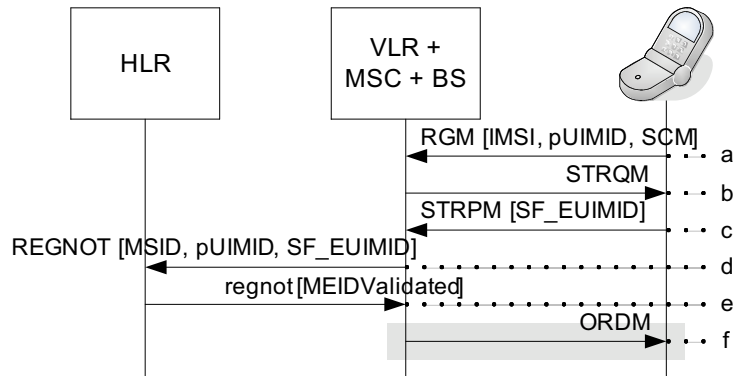 HLR
VLR +
MSC + BS
RGM [IMSI, pUIMID, SCM]
a
STRQM
b
STRPM [SF_EUIMID]
c
REGNOT [MSID, pUIMID, SF_EUIMID]
d
regnot[MEIDValidated]
e
ORDM
f